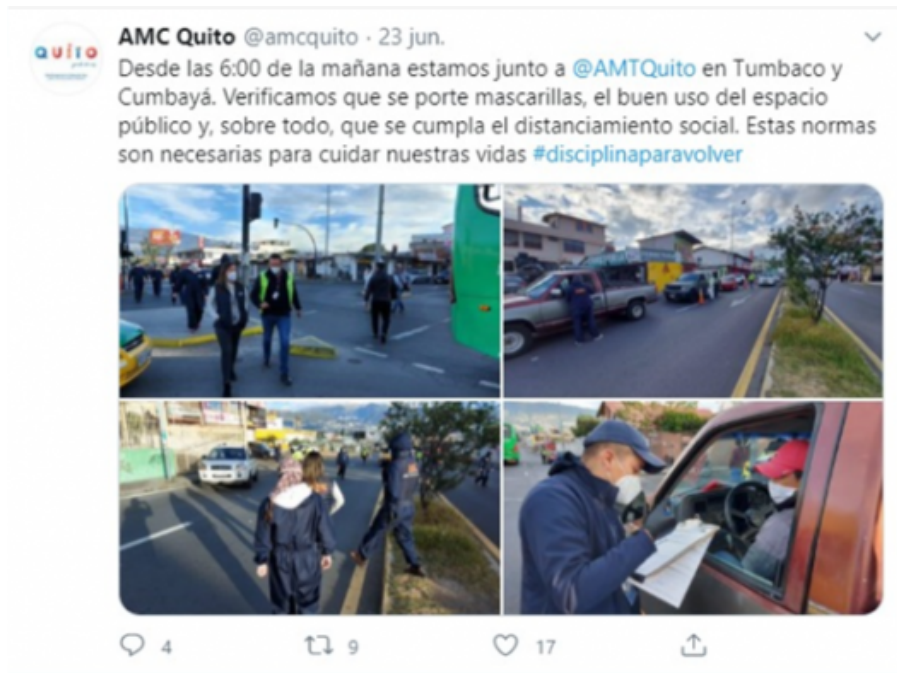 quito
AMC Quito @amcquito · 23 jun.
Desde las 6:00 de la mañana estamos junto a @AMTQuito en Tumbaco y
Cumbayá. Verificamos que se porte mascarillas, el buen uso del espacio
público y, sobre todo, que se cumpla el distanciamiento social. Estas normas
son necesarias para cuidar nuestras vidas #disciplinaparavolver
4 9 17